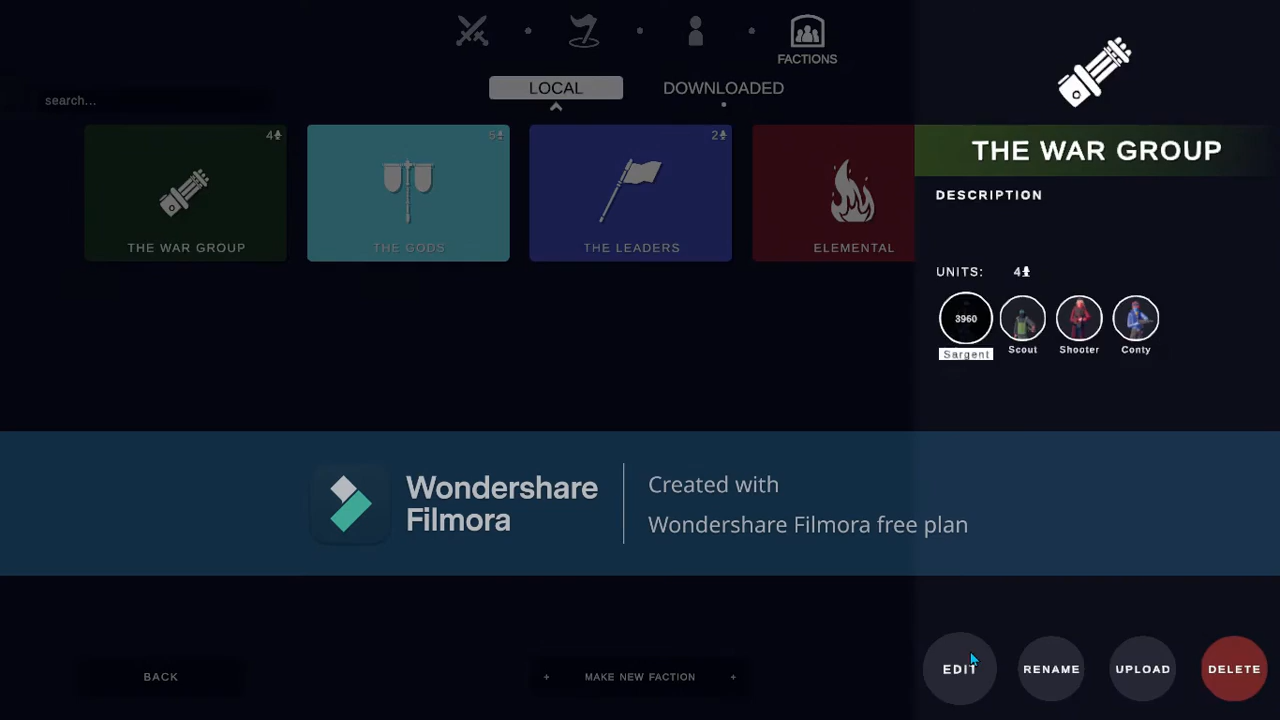 FACTIONS
LOCAL
DOWNLOADED
search...
4
THE WAR GROUP
5
THE GODS
2
THE LEADERS
ELEMENTAL
THE WAR GROUP
DESCRIPTION
UNITS: 4
3960
Sargent
Scout
Shooter
Conty
Wondershare
Filmora
Created with
Wondershare Filmora free plan
BACK
+ MAKE NEW FACTION +
EDIT
RENAME
UPLOAD
DELETE